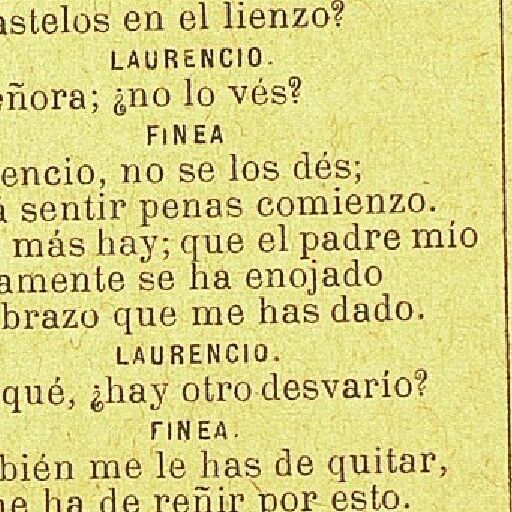 astelos en el lienzo?
LAURENCIO.
eñora; ¿no lo vés?
FINEA
encio, no se los dés;
á sentir penas comienzo.
más hay; que el padre mío
amente se ha enojado
brazo que me has dado.
LAURENCIO.
qué, ¿hay otro desvarío?
FINEA.
bién me le has de quitar,
me ha de reñir por esto.